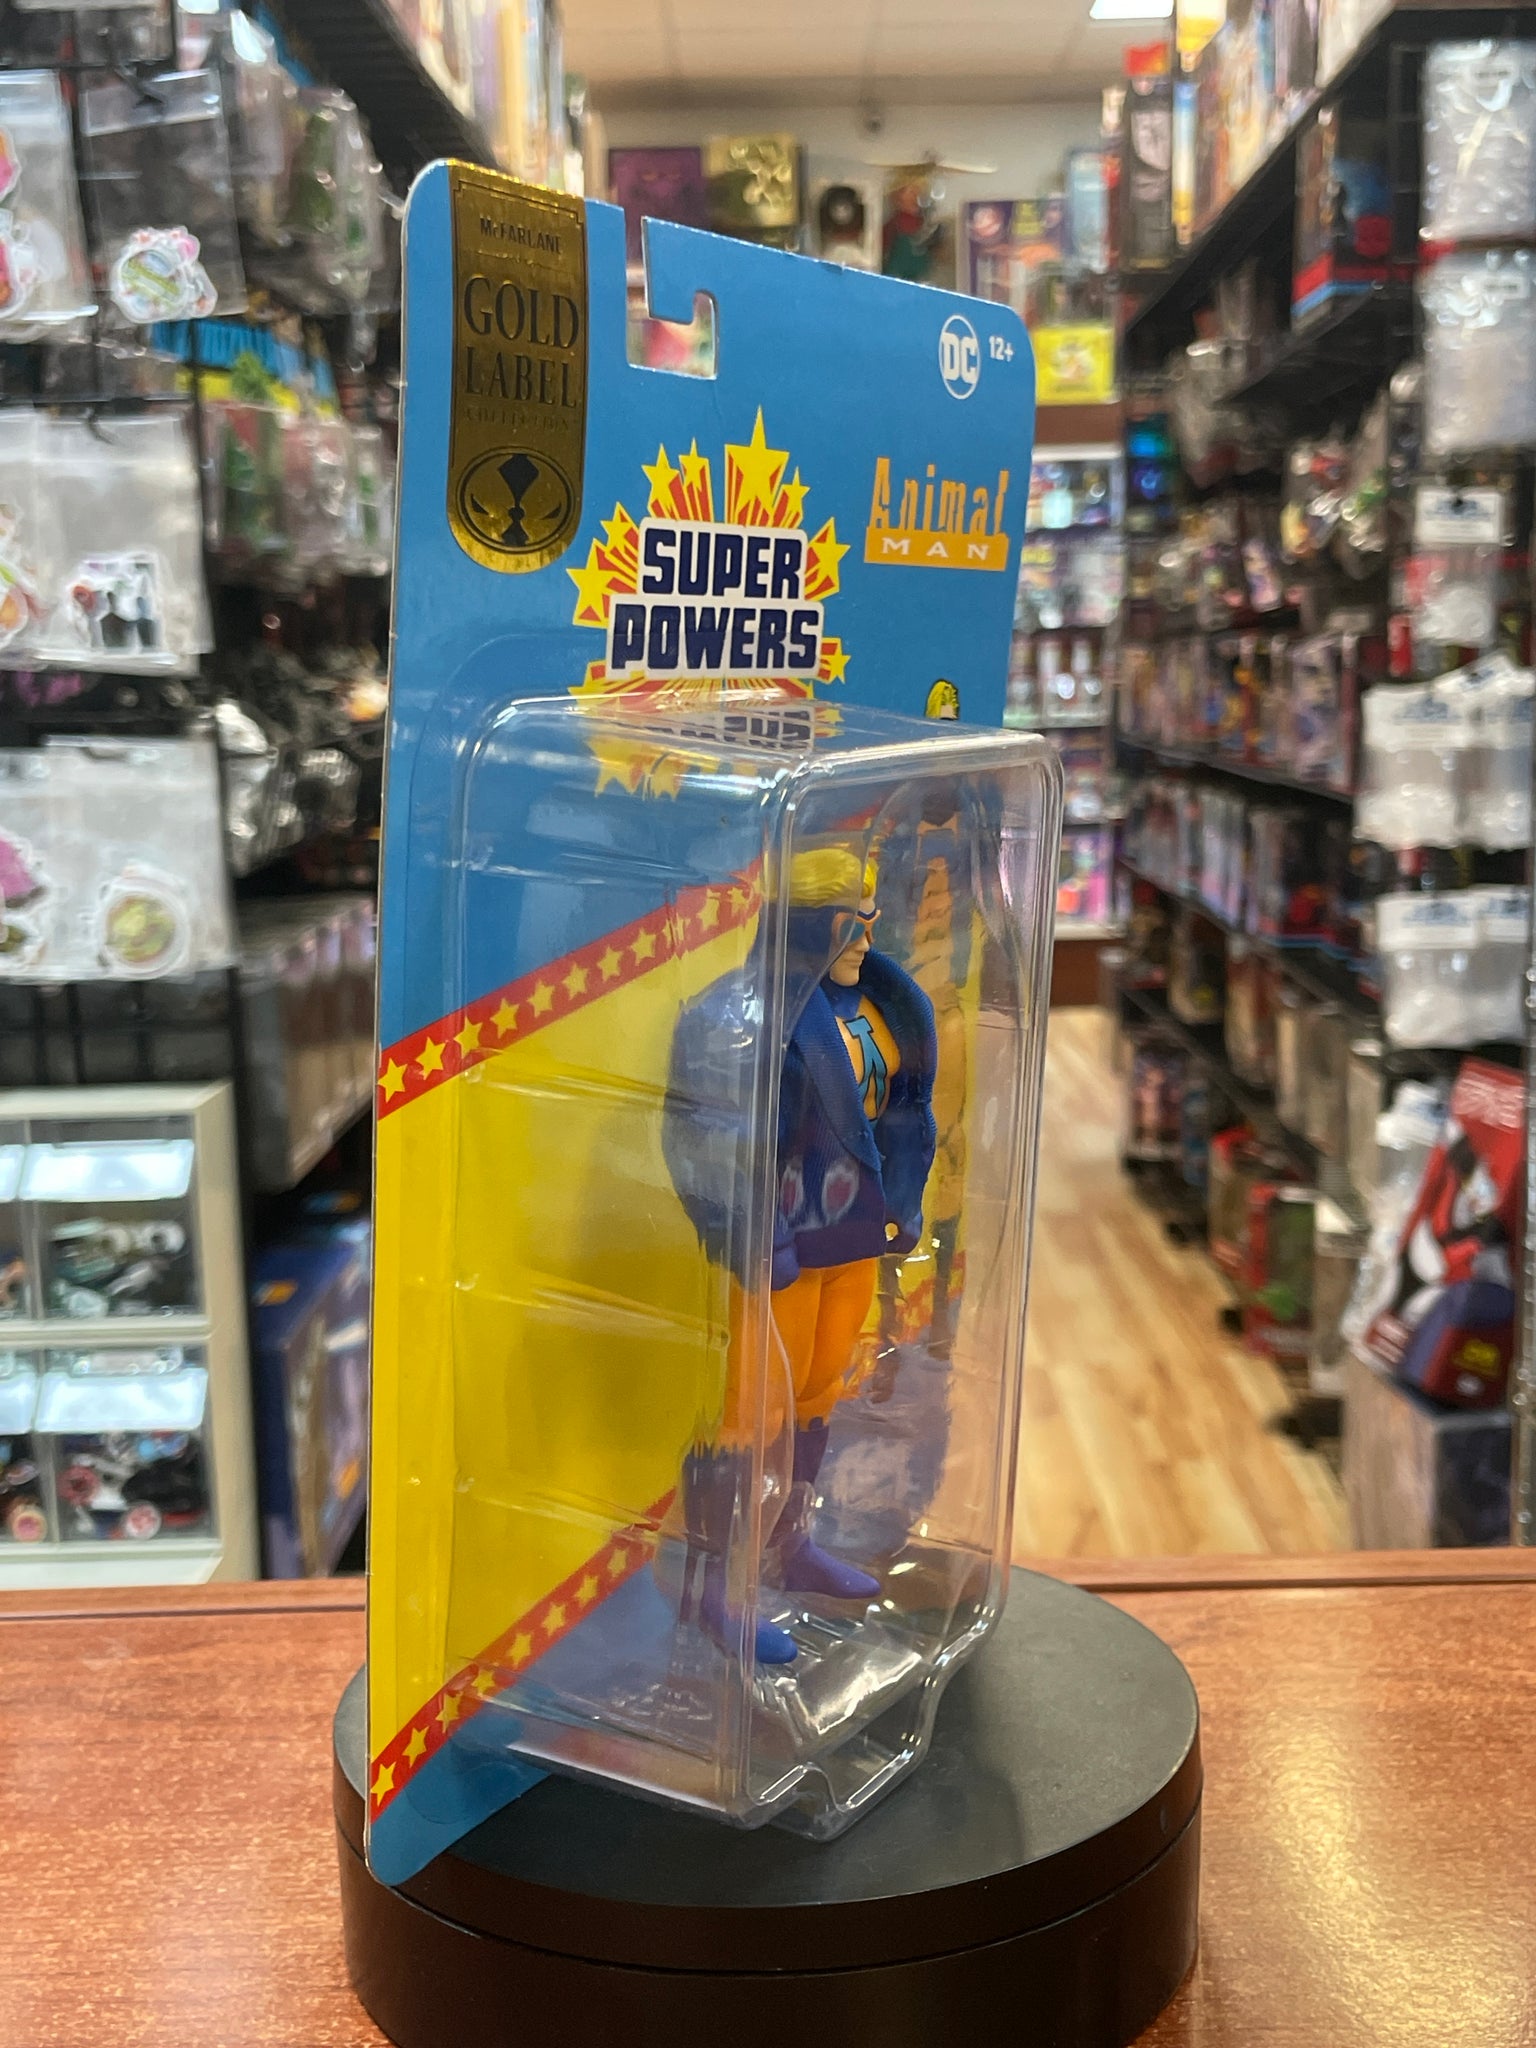 McFARLANE
GOLD
LABEL
COLLECTION
DC
12+
SUPER
POWERS
Animal
MAN
A